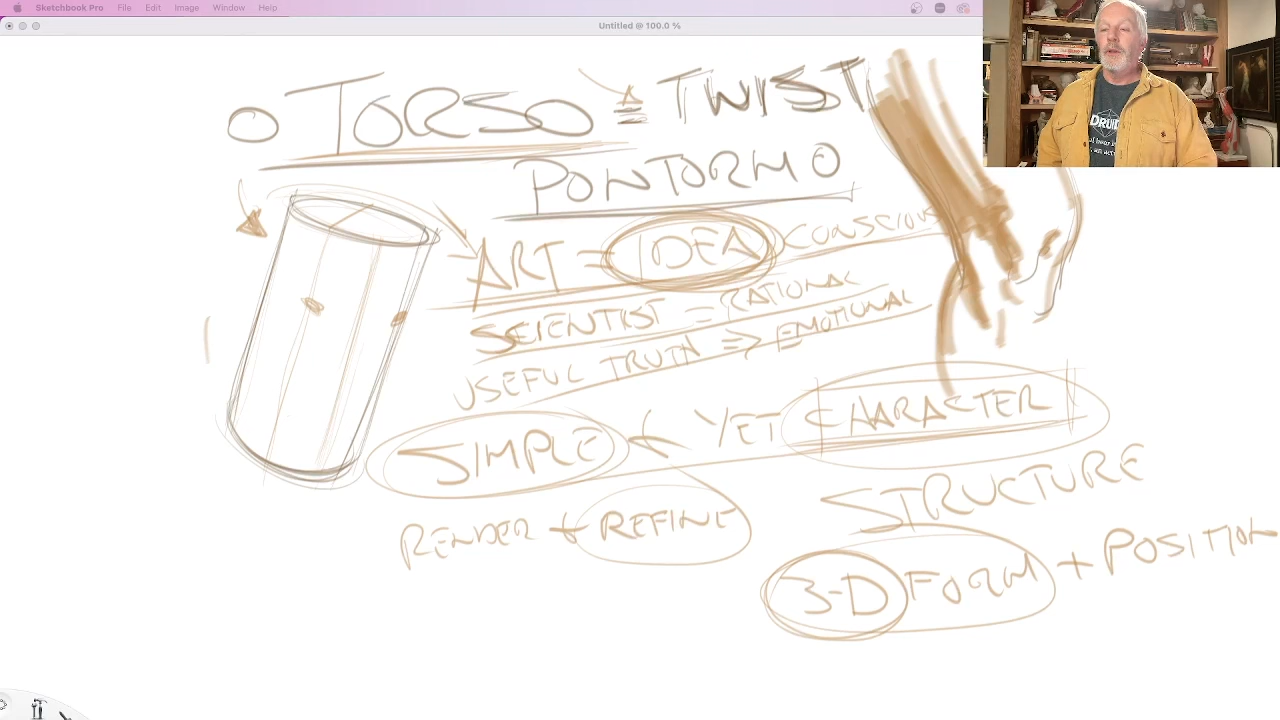 Sketchbook Pro File Edit Image Window Help
Untitled @ 100.0 %
TORSO ≅ TWIST
PONTORMO
ART = IDEA CONSCIOUS
SCIENTIST = RATIONAL
USEFUL TRUTH => EMOTIONAL
SIMPLE & YET CHARACTER
STRUCTURE
RENDER + REFINE
3-D FORM + POSITION
DRUID